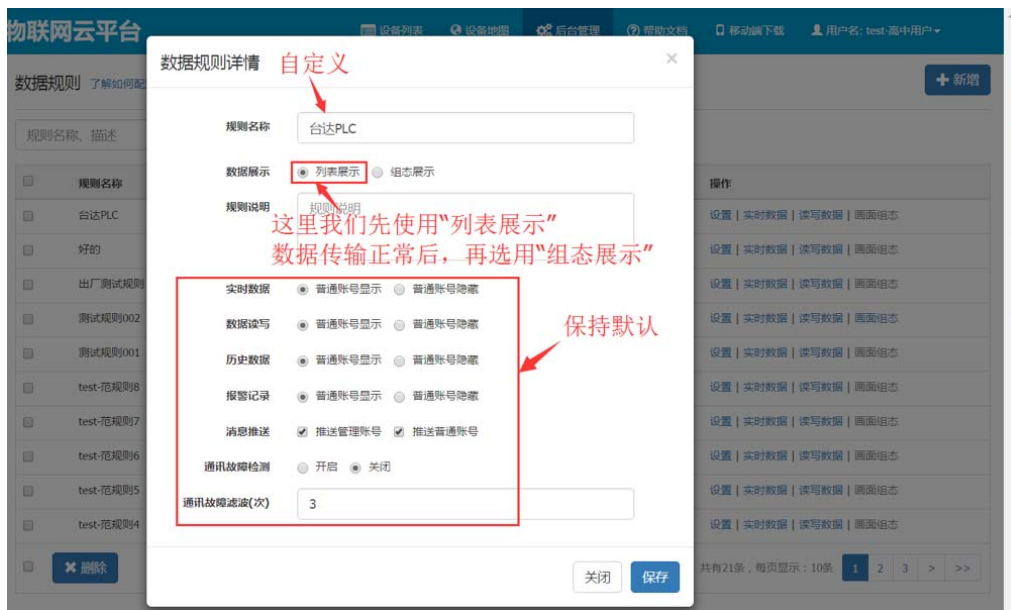 物联网云平台
设备列表 设备地图 后台管理 帮助文档 移动端下载 用户名: test-高中用户
数据规则 了解如何配
新增
规则名称、描述
规则名称 操作
台达PLC 设置 | 实时数据 | 读写数据 | 画面组态
好的 设置 | 实时数据 | 读写数据 | 画面组态
出厂测试规则 设置 | 实时数据 | 读写数据 | 画面组态
测试规则002 设置 | 实时数据 | 读写数据 | 画面组态
测试规则001 设置 | 实时数据 | 读写数据 | 画面组态
test-范规则8 设置 | 实时数据 | 读写数据 | 画面组态
test-范规则7 设置 | 实时数据 | 读写数据 | 画面组态
test-范规则6 设置 | 实时数据 | 读写数据 | 画面组态
test-范规则5 设置 | 实时数据 | 读写数据 | 画面组态
test-范规则4 设置 | 实时数据 | 读写数据 | 画面组态
删除
共有21条，每页显示：10条 1 2 3 > >>
数据规则详情 自定义 ×
规则名称 台达PLC
数据展示 列表展示 组态展示
规则说明 规则说明
这里我们先使用“列表展示”
数据传输正常后，再选用“组态展示”
实时数据 普通账号显示 普通账号隐藏
数据读写 普通账号显示 普通账号隐藏
保持默认
历史数据 普通账号显示 普通账号隐藏
报警记录 普通账号显示 普通账号隐藏
消息推送 推送管理账号 推送普通账号
通讯故障检测 开启 关闭
通讯故障滤波(次) 3
关闭 保存